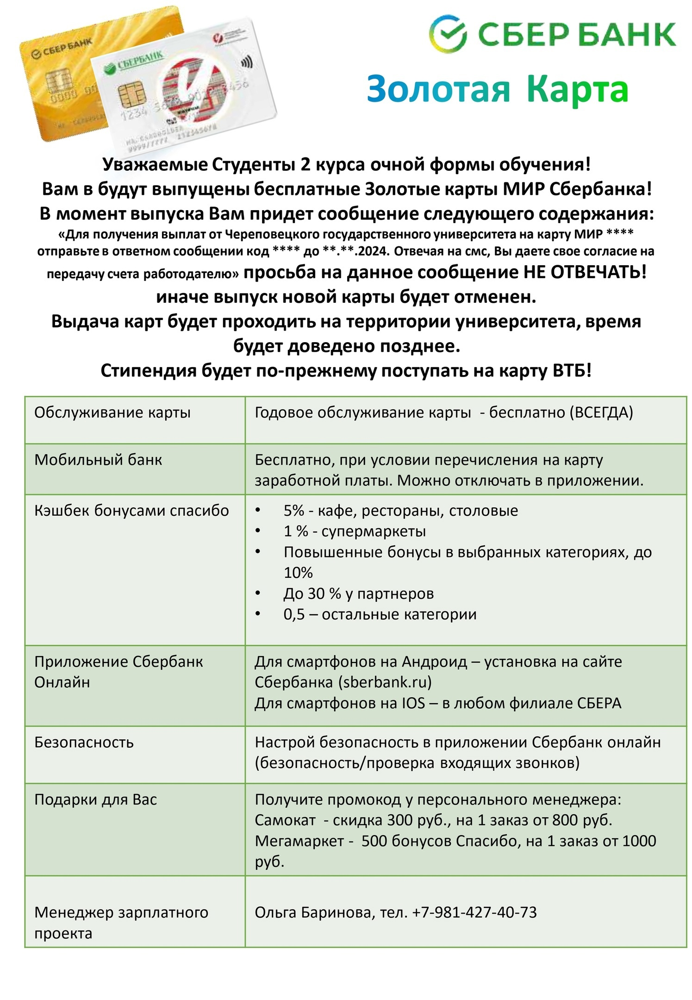 СБЕР БАНК
СБЕРБАНК
1234
3456
СБЕР БАНК
Золотая Карта
Уважаемые Студенты 2 курса очной формы обучения!
Вам в будут выпущены бесплатные Золотые карты МИР Сбербанка!
В момент выпуска Вам придет сообщение следующего содержания:
«Для получения выплат от Череповецкого государственного университета на карту МИР ****
отправьте в ответном сообщении код **** до **.**.2024. Отвечая на смс, Вы даете свое согласие на
передачу счета работодателю» просьба на данное сообщение НЕ ОТВЕЧАТЬ!
иначе выпуск новой карты будет отменен.
Выдача карт будет проходить на территории университета, время
будет доведено позднее.
Стипендия будет по-прежнему поступать на карту ВТБ!
Обслуживание карты
Годовое обслуживание карты - бесплатно (ВСЕГДА)
Мобильный банк
Бесплатно, при условии перечисления на карту
заработной платы. Можно отключать в приложении.
Кэшбек бонусами спасибо
• 5% - кафе, рестораны, столовые
• 1 % - супермаркеты
• Повышенные бонусы в выбранных категориях, до
10%
• До 30 % у партнеров
• 0,5 – остальные категории
Приложение Сбербанк
Онлайн
Для смартфонов на Андроид – установка на сайте
Сбербанка (sberbank.ru)
Для смартфонов на IOS – в любом филиале СБЕРА
Безопасность
Настрой безопасность в приложении Сбербанк онлайн
(безопасность/проверка входящих звонков)
Подарки для Вас
Получите промокод у персонального менеджера:
Самокат - скидка 300 руб., на 1 заказ от 800 руб.
Мегамаркет - 500 бонусов Спасибо, на 1 заказ от 1000
руб.
Менеджер зарплатного
проекта
Ольга Баринова, тел. +7-981-427-40-73